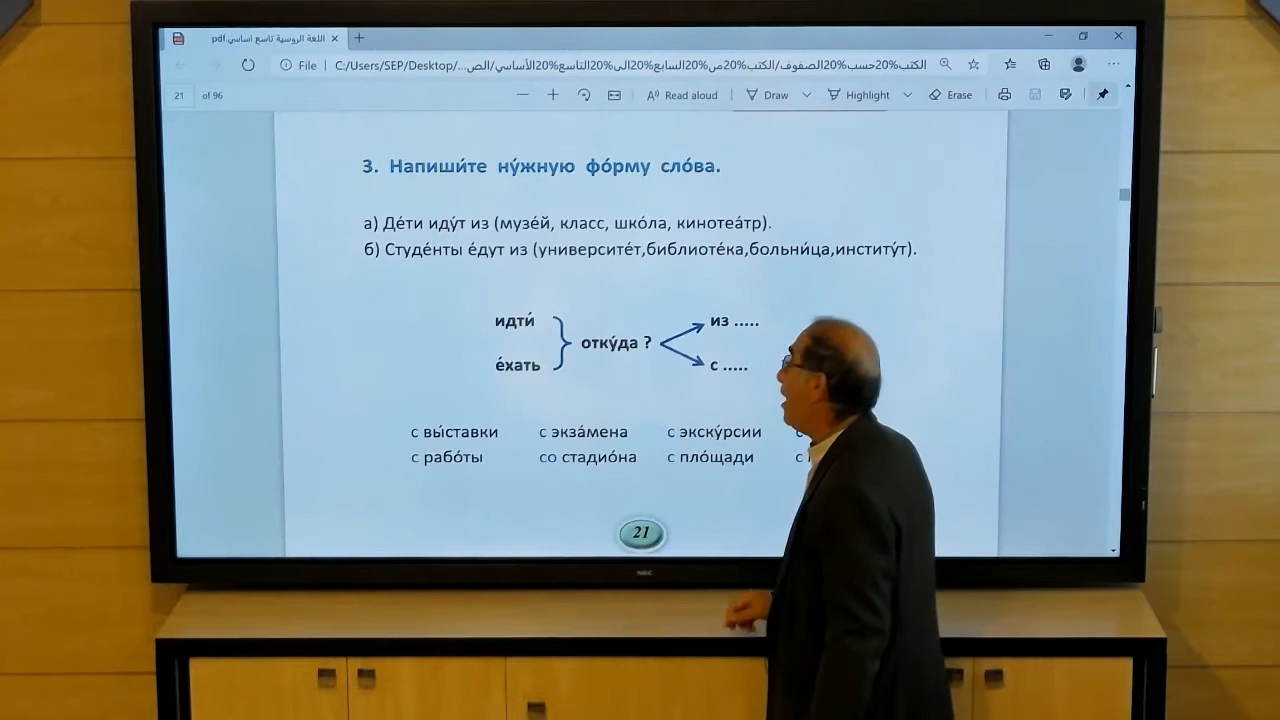 اللغة الروسية تاسع اساسي.pdf
File
C:/Users/SEP/Desktop/...الكتب%20حسب%20الصفوف/الكتب%20من%20السابع%20الى%20التاسع%20الأساسي/الص
21 of 96
Read aloud
Draw
Highlight
Erase
3. Напиши́те ну́жную фо́рму сло́ва.
а) Де́ти иду́т из (музе́й, класс, шко́ла, кинотеа́тр).
б) Студе́нты е́дут из (университе́т,библиоте́ка,больни́ца,институ́т).
идти́
е́хать
отку́да ?
из .....
с .....
с вы́ставки с экза́мена с экску́рсии с
с рабо́ты со стадио́на с пло́щади с
21
NEC